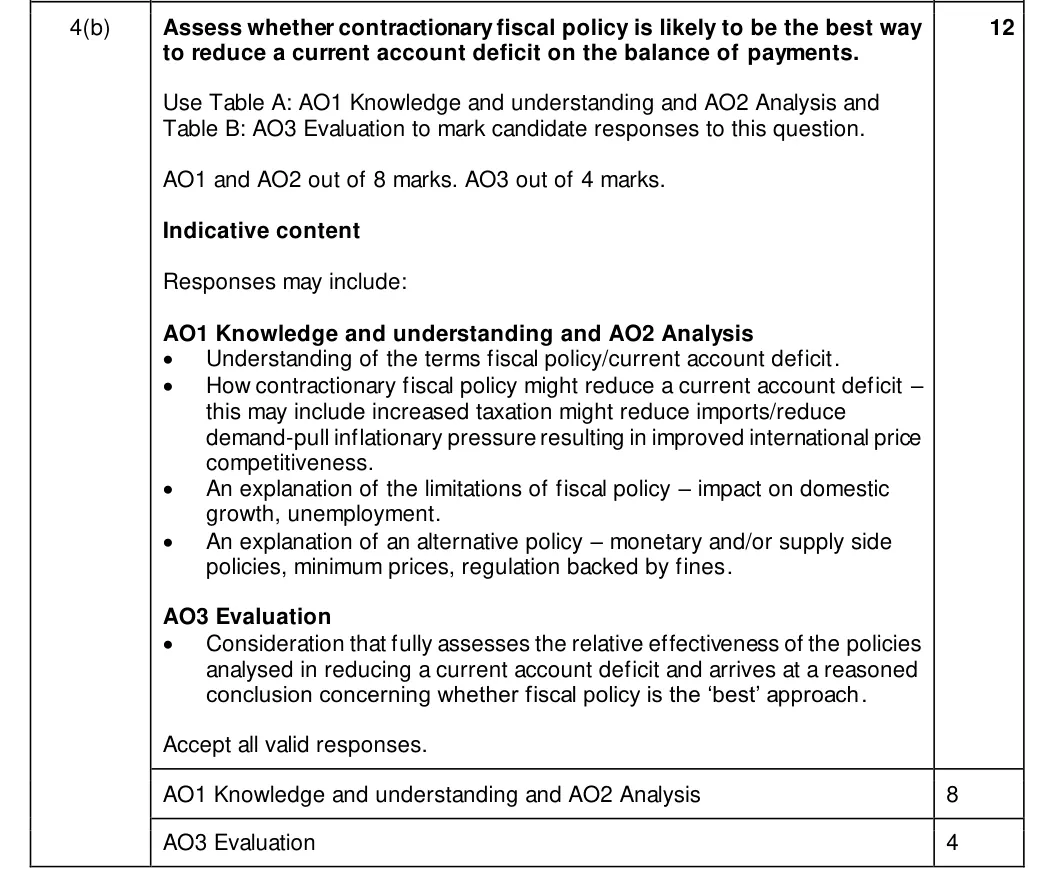 4(b)
Assess whether contractionary fiscal policy is likely to be the best way
to reduce a current account deficit on the balance of payments.
12
Use Table A: AO1 Knowledge and understanding and AO2 Analysis and
Table B: AO3 Evaluation to mark candidate responses to this question.
AO1 and AO2 out of 8 marks. AO3 out of 4 marks.
Indicative content
Responses may include:
AO1 Knowledge and understanding and AO2 Analysis
• Understanding of the terms fiscal policy/current account deficit.
• How contractionary fiscal policy might reduce a current account deficit –
this may include increased taxation might reduce imports/reduce
demand-pull inflationary pressure resulting in improved international price
competitiveness.
• An explanation of the limitations of fiscal policy – impact on domestic
growth, unemployment.
• An explanation of an alternative policy – monetary and/or supply side
policies, minimum prices, regulation backed by fines.
AO3 Evaluation
• Consideration that fully assesses the relative effectiveness of the policies
analysed in reducing a current account deficit and arrives at a reasoned
conclusion concerning whether fiscal policy is the ‘best’ approach.
Accept all valid responses.
AO1 Knowledge and understanding and AO2 Analysis 8
AO3 Evaluation 4